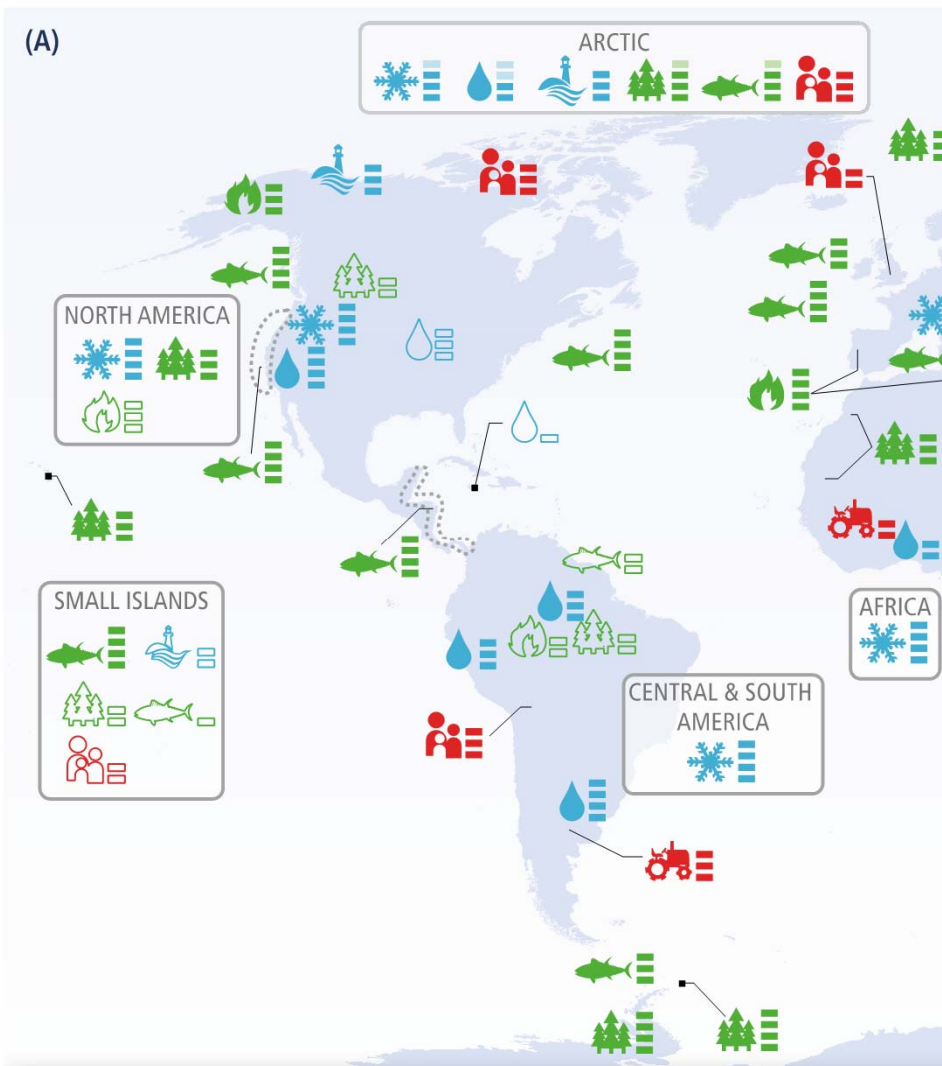 (A)
ARCTIC
NORTH AMERICA
SMALL ISLANDS
AFRICA
CENTRAL & SOUTH
AMERICA